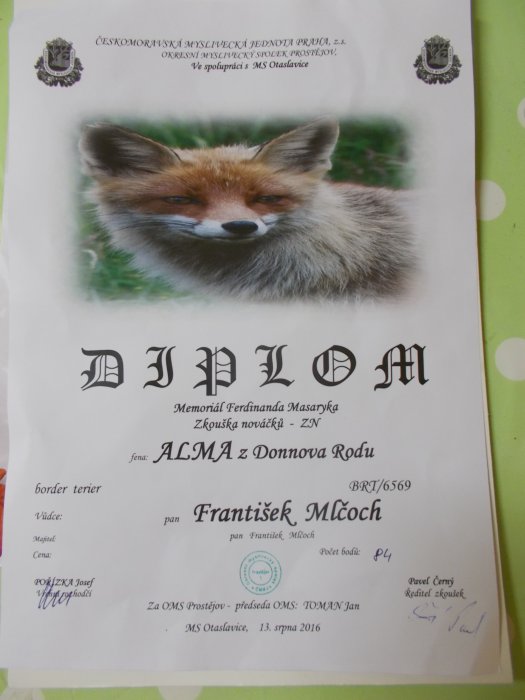 ČESKOMORAVSKÁ MYSLIVECKÁ JEDNOTA PRAHA, z.s.
OKRESNÍ MYSLIVECKÝ SPOLEK PROSTĚJOV,
Ve spolupráci s MS Otaslavice
DIPLOM
Memoriál Ferdinanda Masaryka
Zkouška nováčků - ZN
fena: ALMA z Donnova Rodu
border terier BRT/6569
Vůdce: pan František Mlčoch
Majitel: pan František Mlčoch
Cena: Počet bodů: 84
POŘÍZKA Josef Pavel Černý
Vrchní rozhodčí Ředitel zkoušek
Za OMS Prostějov - předseda OMS: TOMAN Jan
MS Otaslavice, 13. srpna 2016